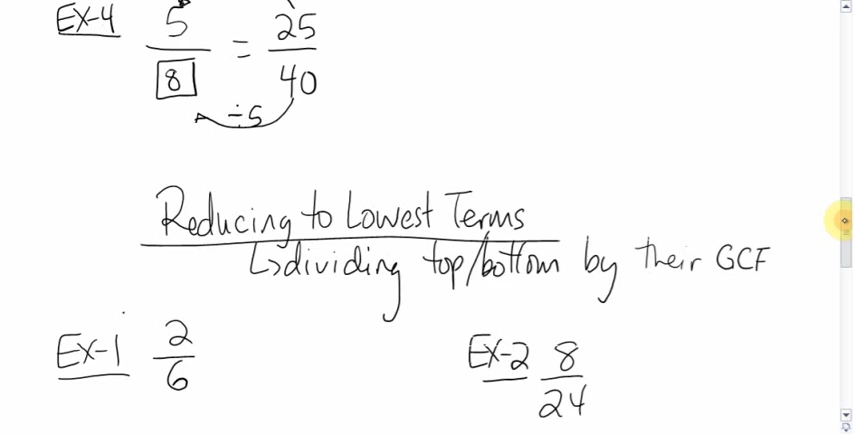 EX-4 5/8 = 25/40
÷5
Reducing to Lowest Terms
↳dividing top/bottom by their GCF
EX-1 2/6 EX-2 8/24